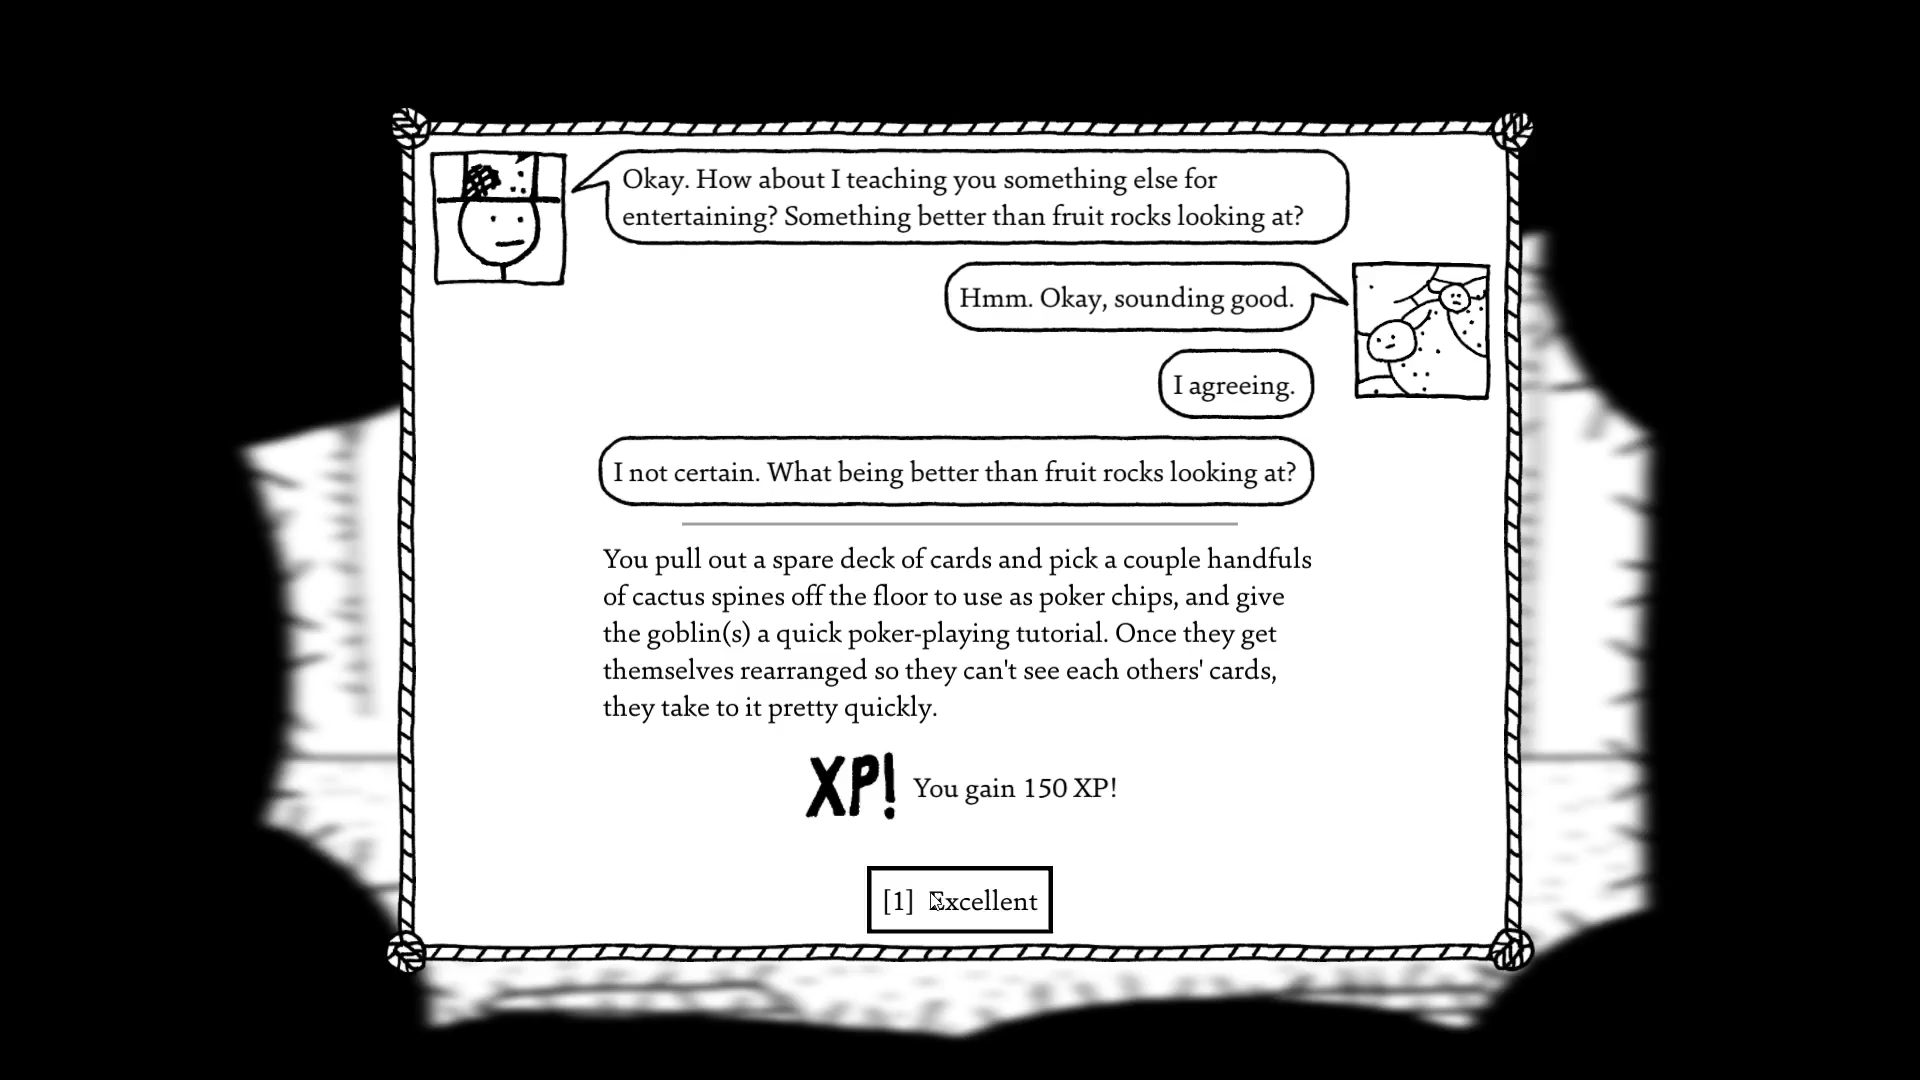 Okay. How about I teaching you something else for
entertaining? Something better than fruit rocks looking at?
Hmm. Okay, sounding good.
I agreeing.
I not certain. What being better than fruit rocks looking at?
You pull out a spare deck of cards and pick a couple handfuls
of cactus spines off the floor to use as poker chips, and give
the goblin(s) a quick poker-playing tutorial. Once they get
themselves rearranged so they can't see each others' cards,
they take to it pretty quickly.
XP! You gain 150 XP!
[1] Excellent